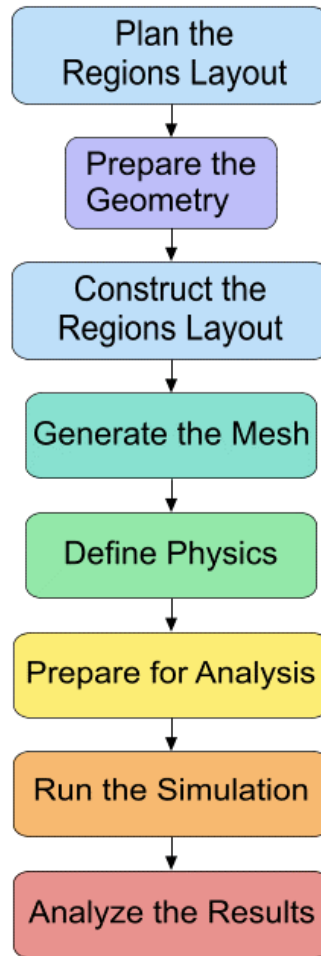 Plan the
Regions Layout
Prepare the
Geometry
Construct the
Regions Layout
Generate the Mesh
Define Physics
Prepare for Analysis
Run the Simulation
Analyze the Results